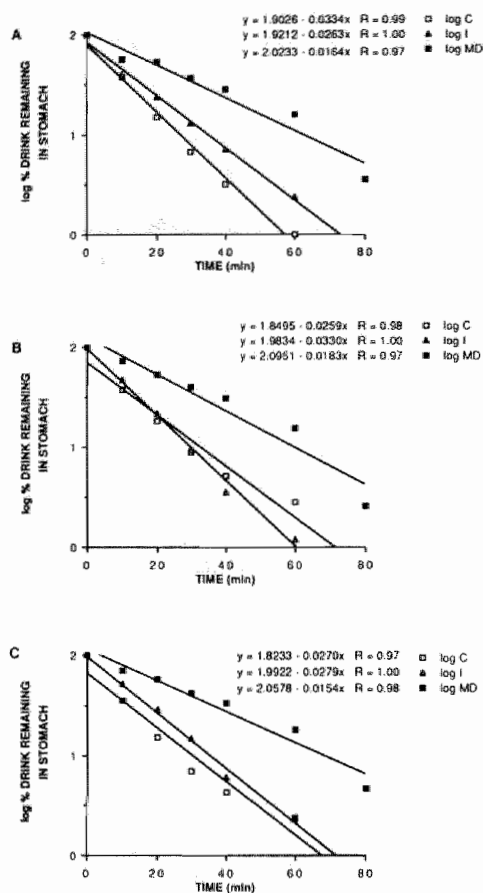 A
y = 1.9026 - 0.0334x R = 0.99 log C
y = 1.9212 - 0.0263x R = 1.00 log I
y = 2.0233 - 0.0164x R = 0.97 log MD
log % DRINK REMAINING
IN STOMACH
2
1
0
0 20 40 60 80
TIME (min)
B
y = 1.8495 - 0.0259x R = 0.98 log C
y = 1.9834 - 0.0330x R = 1.00 log I
y = 2.0951 - 0.0183x R = 0.97 log MD
log % DRINK REMAINING
IN STOMACH
2
1
0
0 20 40 60 80
TIME (min)
C
y = 1.8233 - 0.0270x R = 0.97 log C
y = 1.9922 - 0.0279x R = 1.00 log I
y = 2.0578 - 0.0154x R = 0.98 log MD
log % DRINK REMAINING
IN STOMACH
2
1
0
0 20 40 60 80
TIME (min)